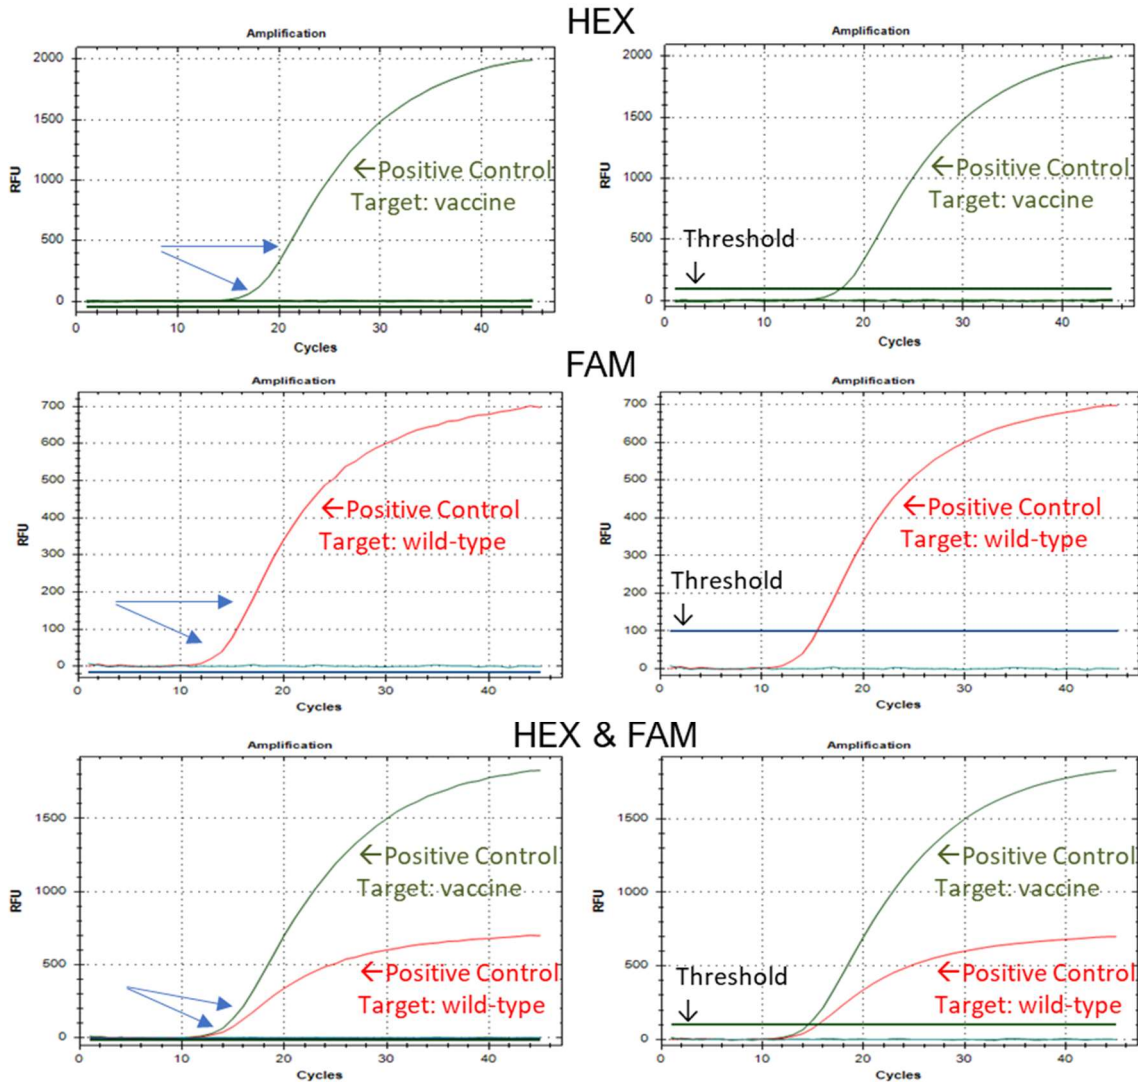 HEX
Amplification
2000
1500
1000
500
0
RFU
0 10 20 30 40
Cycles
←Positive Control
Target: vaccine
Amplification
2000
1500
1000
500
0
RFU
0 10 20 30 40
Cycles
←Positive Control
Target: vaccine
Threshold
↓
FAM
Amplification
700
600
500
400
300
200
100
0
RFU
0 10 20 30 40
Cycles
←Positive Control
Target: wild-type
Amplification
700
600
500
400
300
200
100
0
RFU
0 10 20 30 40
Cycles
←Positive Control
Target: wild-type
Threshold
↓
HEX & FAM
Amplification
1500
1000
500
0
RFU
0 10 20 30 40
Cycles
←Positive Control
Target: vaccine
←Positive Control
Target: wild-type
Amplification
1500
1000
500
0
RFU
0 10 20 30 40
Cycles
←Positive Control
Target: vaccine
←Positive Control
Target: wild-type
Threshold
↓